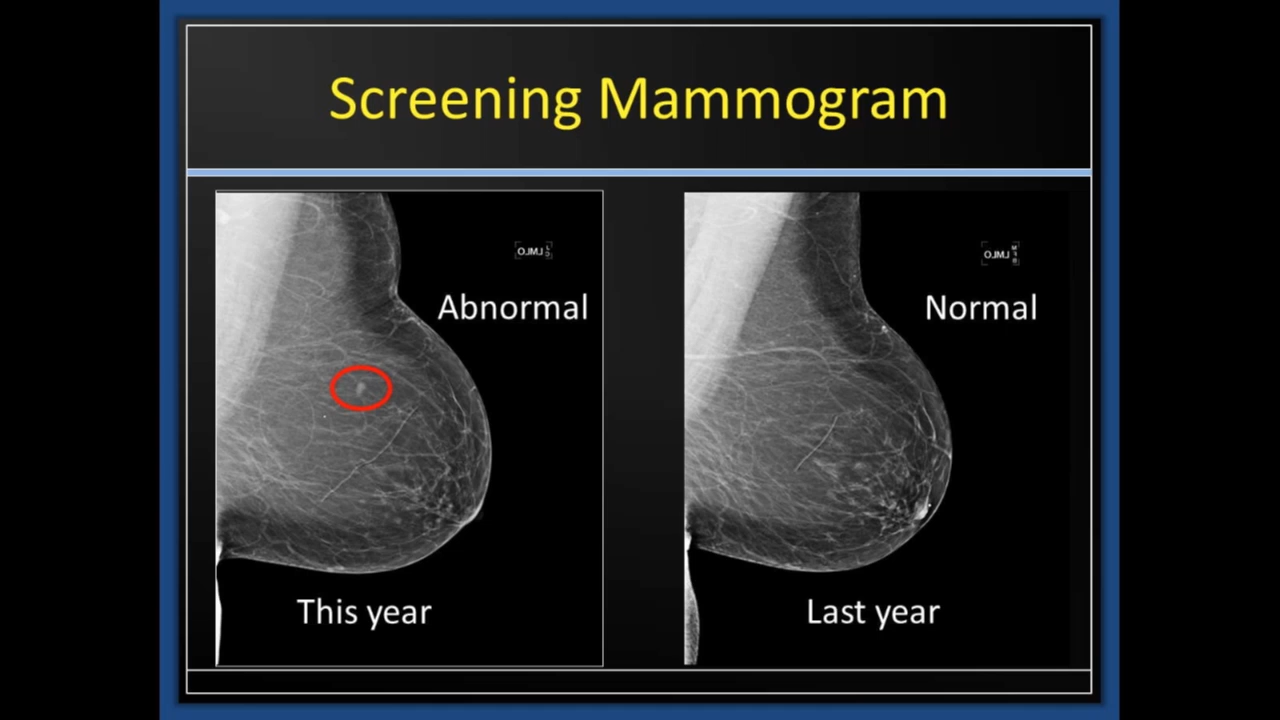 Screening Mammogram
Abnormal
Normal
This year
Last year